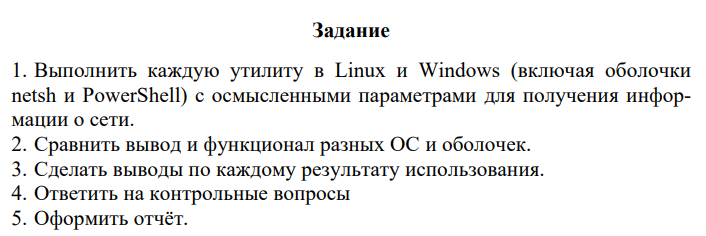 Задание
1. Выполнить каждую утилиту в Linux и Windows (включая оболочки
netsh и PowerShell) с осмысленными параметрами для получения инфор-
мации о сети.
2. Сравнить вывод и функционал разных ОС и оболочек.
3. Сделать выводы по каждому результату использования.
4. Ответить на контрольные вопросы
5. Оформить отчёт.